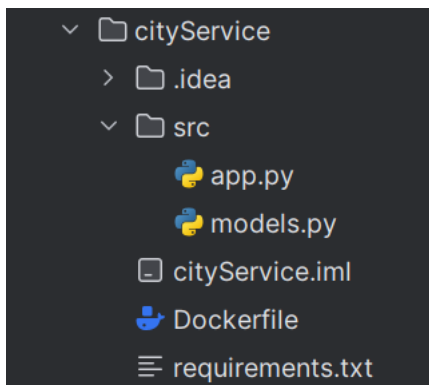 cityService
.idea
src
app.py
models.py
cityService.iml
Dockerfile
requirements.txt